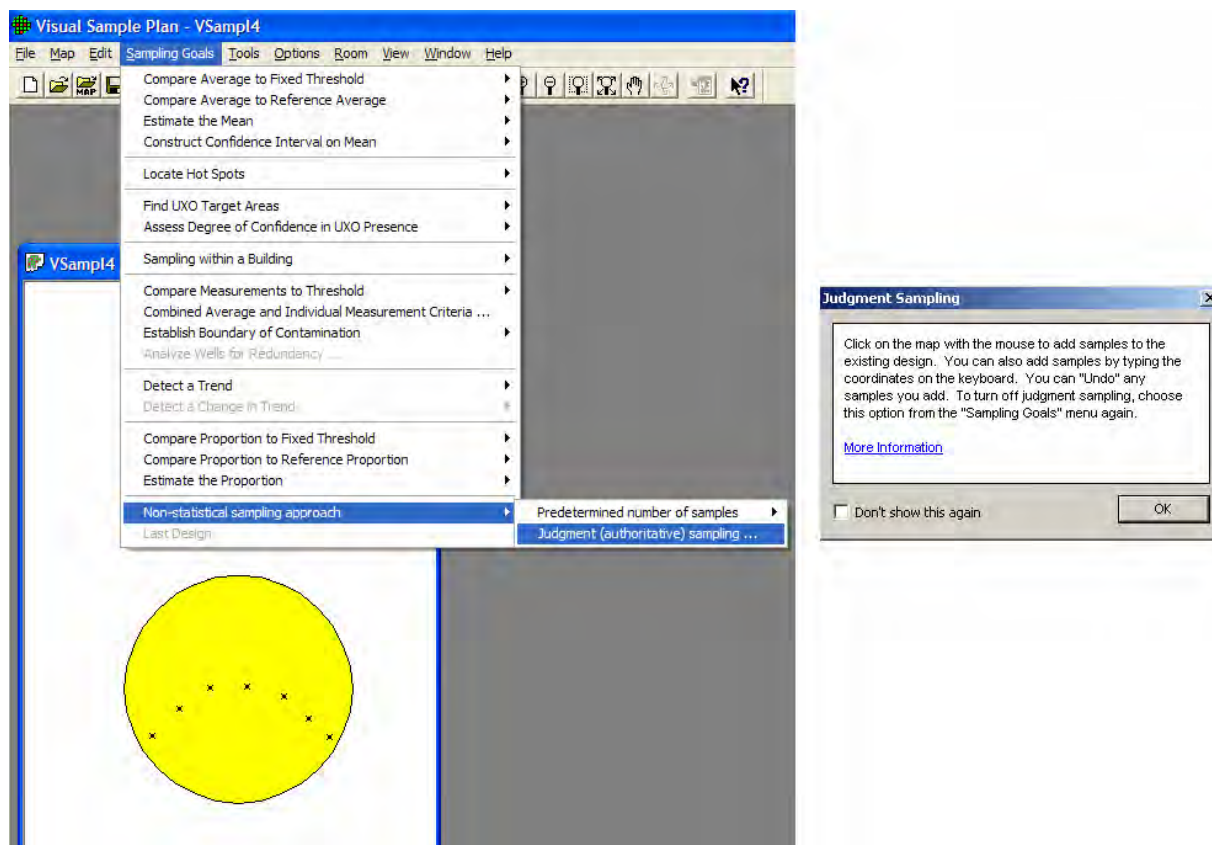 Visual Sample Plan - VSampl4
File Map Edit Sampling Goals Tools Options Room View Window Help
MAP
Compare Average to Fixed Threshold
Compare Average to Reference Average
Estimate the Mean
Construct Confidence Interval on Mean
Locate Hot Spots
Find UXO Target Areas
Assess Degree of Confidence in UXO Presence
Sampling within a Building
Compare Measurements to Threshold
Combined Average and Individual Measurement Criteria ...
Establish Boundary of Contamination
Analyze Wells for Redundancy ...
Detect a Trend
Detect a Change in Trend
Compare Proportion to Fixed Threshold
Compare Proportion to Reference Proportion
Estimate the Proportion
Non-statistical sampling approach
Last Design
Predetermined number of samples
Judgment (authoritative) sampling ...
VSampl4
Judgment Sampling
Click on the map with the mouse to add samples to the
existing design. You can also add samples by typing the
coordinates on the keyboard. You can "Undo" any
samples you add. To turn off judgment sampling, choose
this option from the "Sampling Goals" menu again.
More Information
Don't show this again
OK